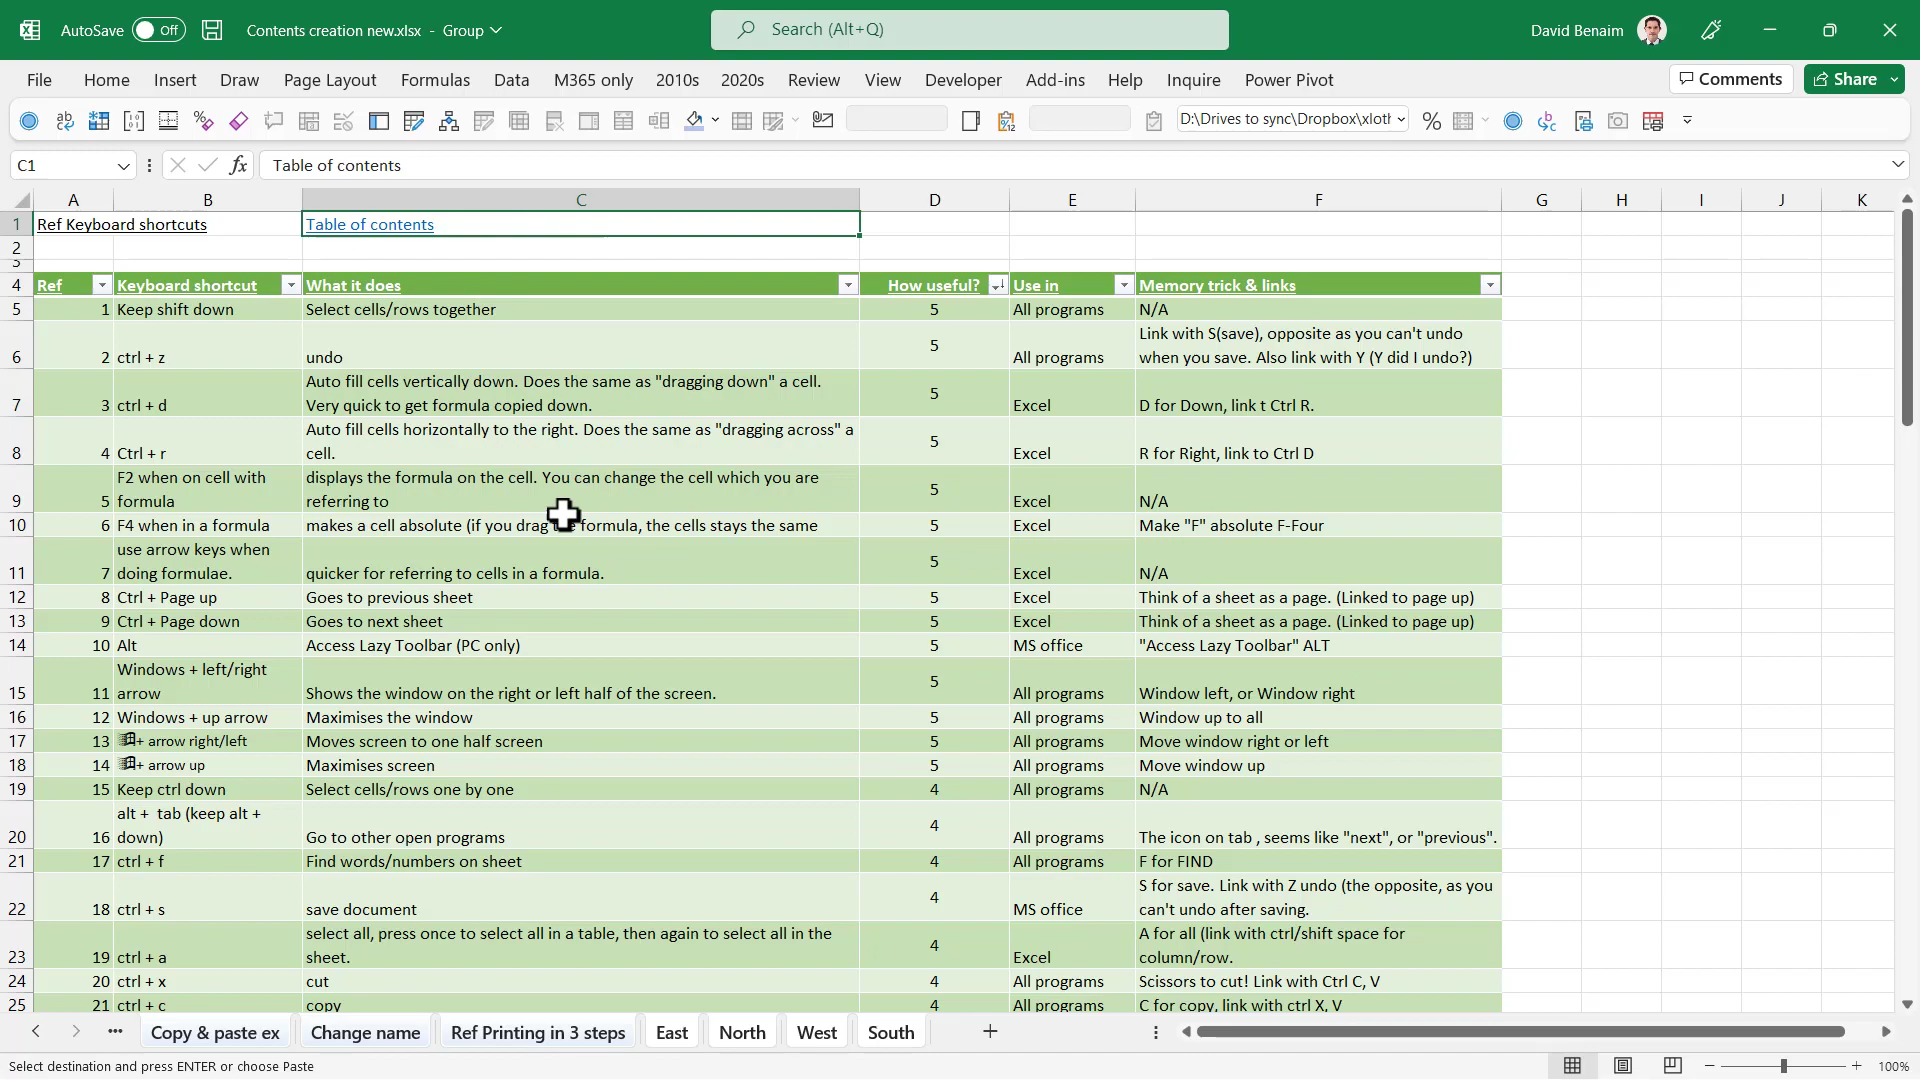 AutoSave Off Contents creation new.xlsx - Group Search (Alt+Q) David Benaim
File Home Insert Draw Page Layout Formulas Data M365 only 2010s 2020s Review View Developer Add-ins Help Inquire Power Pivot Comments Share
D:\Drives to sync\Dropbox\xlotl
C1 fx Table of contents
A B C D E F G H I J K
1 Ref Keyboard shortcuts Table of contents
2
3
4 Ref Keyboard shortcut What it does How useful? Use in Memory trick & links
5 1 Keep shift down Select cells/rows together 5 All programs N/A
Link with S(save), opposite as you can't undo
6 2 ctrl + z undo 5 All programs when you save. Also link with Y (Y did I undo?)
Auto fill cells vertically down. Does the same as "dragging down" a cell.
7 3 ctrl + d Very quick to get formula copied down. 5 Excel D for Down, link t Ctrl R.
Auto fill cells horizontally to the right. Does the same as "dragging across" a
8 4 Ctrl + r cell. 5 Excel R for Right, link to Ctrl D
F2 when on cell with displays the formula on the cell. You can change the cell which you are
9 5 formula referring to 5 Excel N/A
10 6 F4 when in a formula makes a cell absolute (if you drag the formula, the cells stays the same 5 Excel Make "F" absolute F-Four
use arrow keys when
11 7 doing formulae. quicker for referring to cells in a formula. 5 Excel N/A
12 8 Ctrl + Page up Goes to previous sheet 5 Excel Think of a sheet as a page. (Linked to page up)
13 9 Ctrl + Page down Goes to next sheet 5 Excel Think of a sheet as a page. (Linked to page up)
14 10 Alt Access Lazy Toolbar (PC only) 5 MS office "Access Lazy Toolbar" ALT
Windows + left/right
15 11 arrow Shows the window on the right or left half of the screen. 5 All programs Window left, or Window right
16 12 Windows + up arrow Maximises the window 5 All programs Window up to all
17 13 + arrow right/left Moves screen to one half screen 5 All programs Move window right or left
18 14 + arrow up Maximises screen 5 All programs Move window up
19 15 Keep ctrl down Select cells/rows one by one 4 All programs N/A
alt + tab (keep alt +
20 16 down) Go to other open programs 4 All programs The icon on tab , seems like "next", or "previous".
21 17 ctrl + f Find words/numbers on sheet 4 All programs F for FIND
S for save. Link with Z undo (the opposite, as you
22 18 ctrl + s save document 4 MS office can't undo after saving.
select all, press once to select all in a table, then again to select all in the A for all (link with ctrl/shift space for
23 19 ctrl + a sheet. 4 Excel column/row.
24 20 ctrl + x cut 4 All programs Scissors to cut! Link with Ctrl C, V
25 21 ctrl + c copy 4 All programs C for copy, link with ctrl X, V
Copy & paste ex Change name Ref Printing in 3 steps East North West South
Select destination and press ENTER or choose Paste 100%